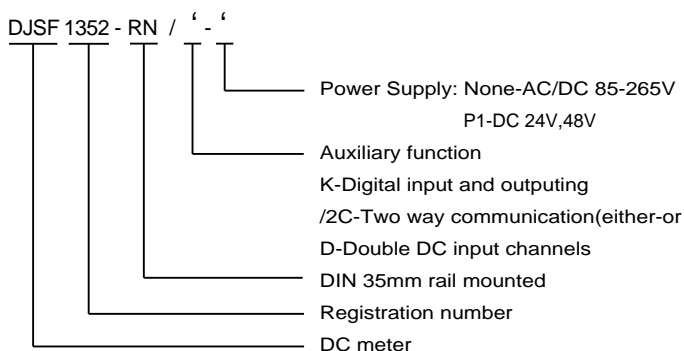 DJSF 1352 - RN / ‘ - ‘
Power Supply: None-AC/DC 85-265V
P1-DC 24V,48V
Auxiliary function
K-Digital input and outputing
/2C-Two way communication(either-or
D-Double DC input channels
DIN 35mm rail mounted
Registration number
DC meter